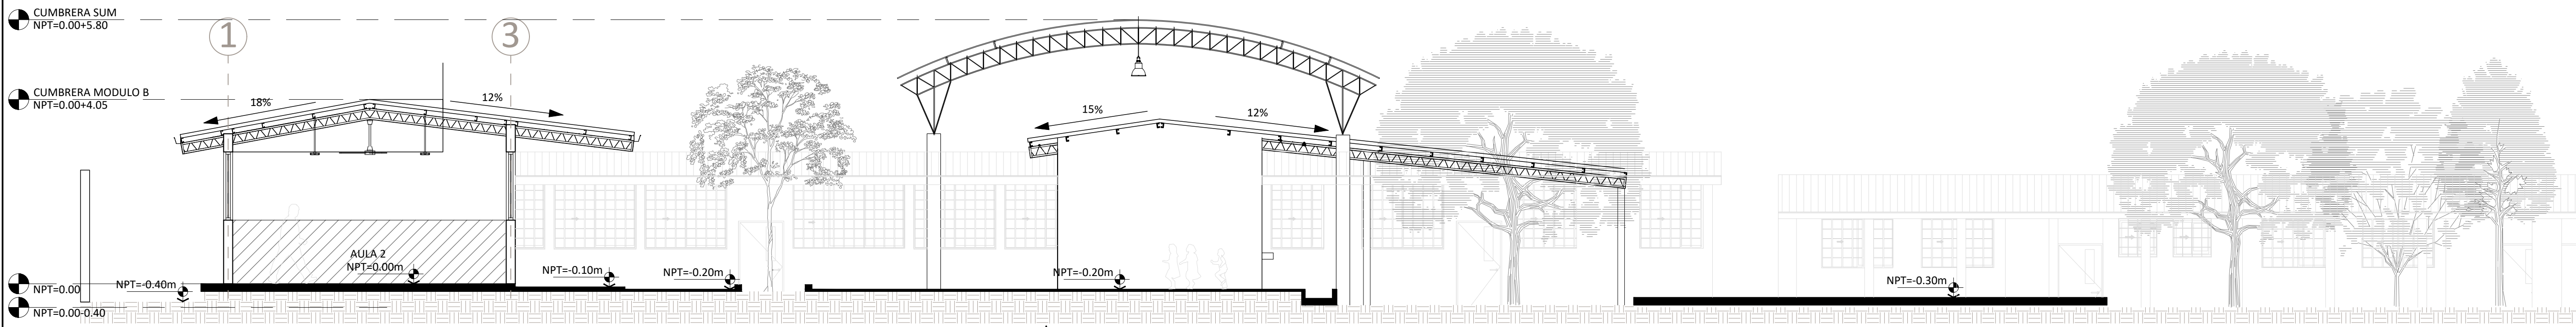 CUMBRERA SUM
NPT=0.00+5.80
1
3
CUMBRERA MODULO B
NPT=0.00+4.05
18%
12%
15%
12%
AULA 2
NPT=0.00m
NPT=-0.10m
NPT=-0.20m
NPT=-0.20m
NPT=-0.30m
NPT=0.00
NPT=-0.40m
NPT=0.00-0.40